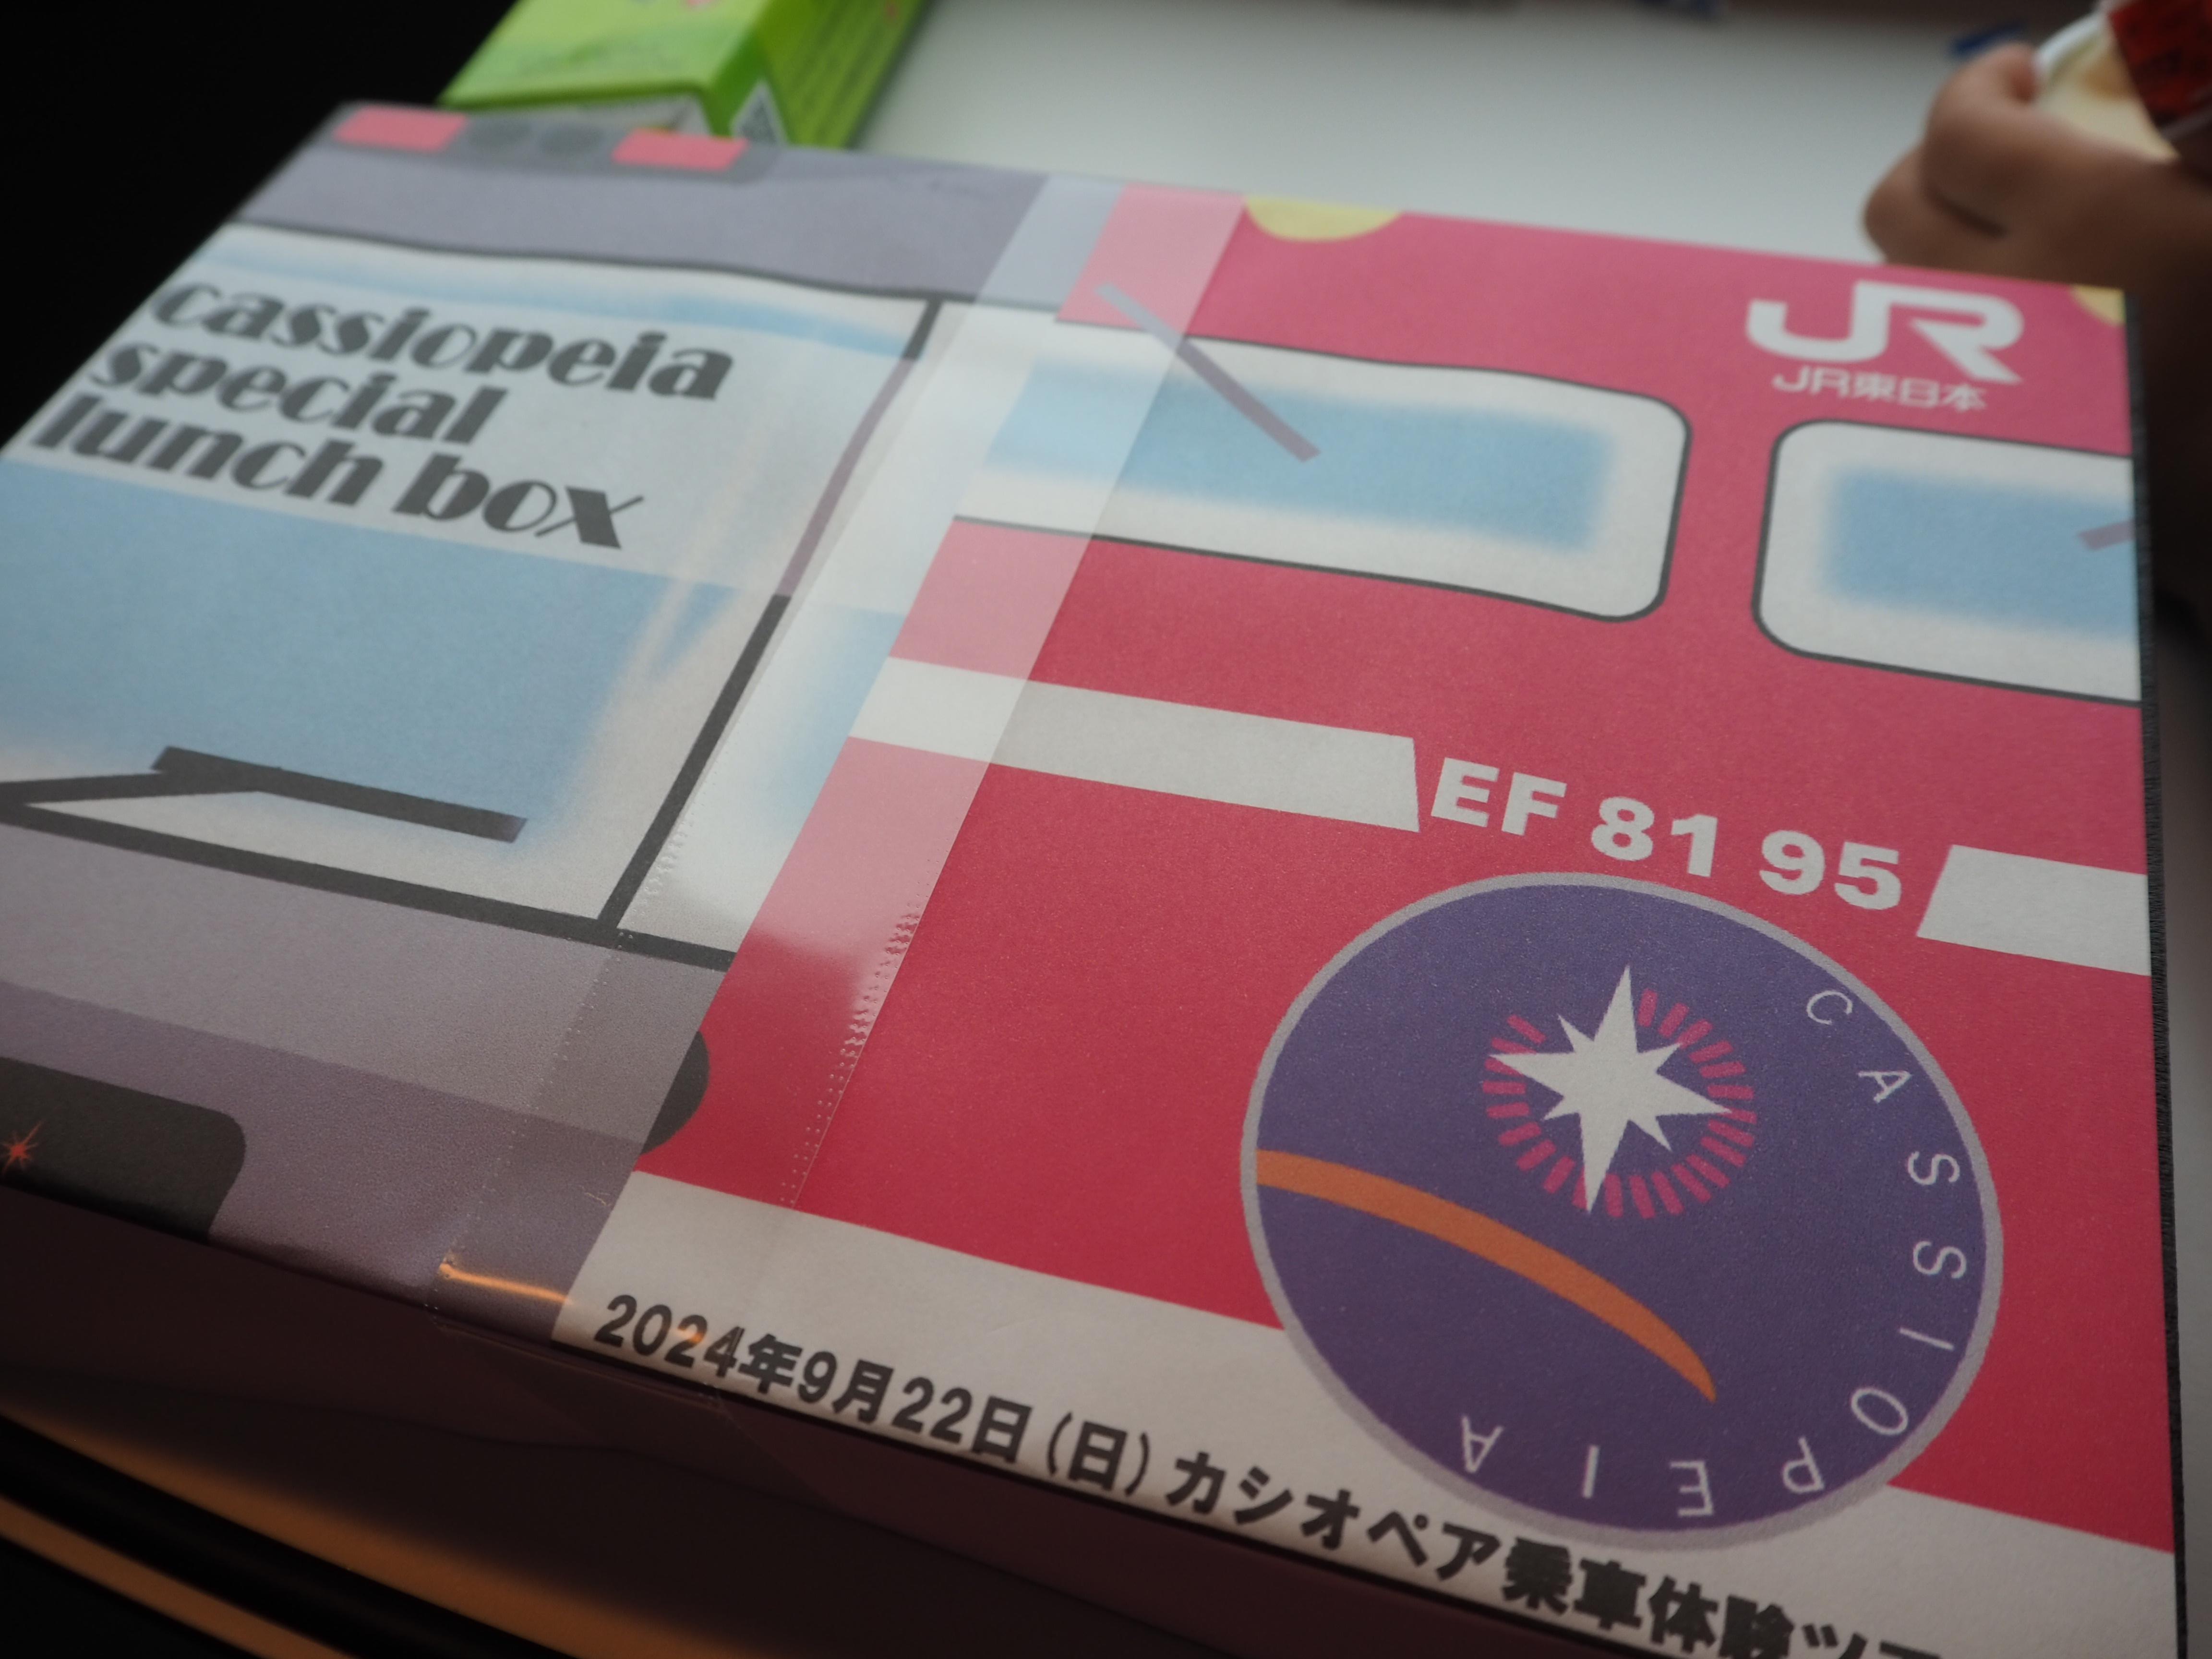 cassiopeia
special
lunch box
JR
JR東日本
EF 81 95
CASSIOPEIA
2024年9月22日(日)カシオペア乗車体験ツア